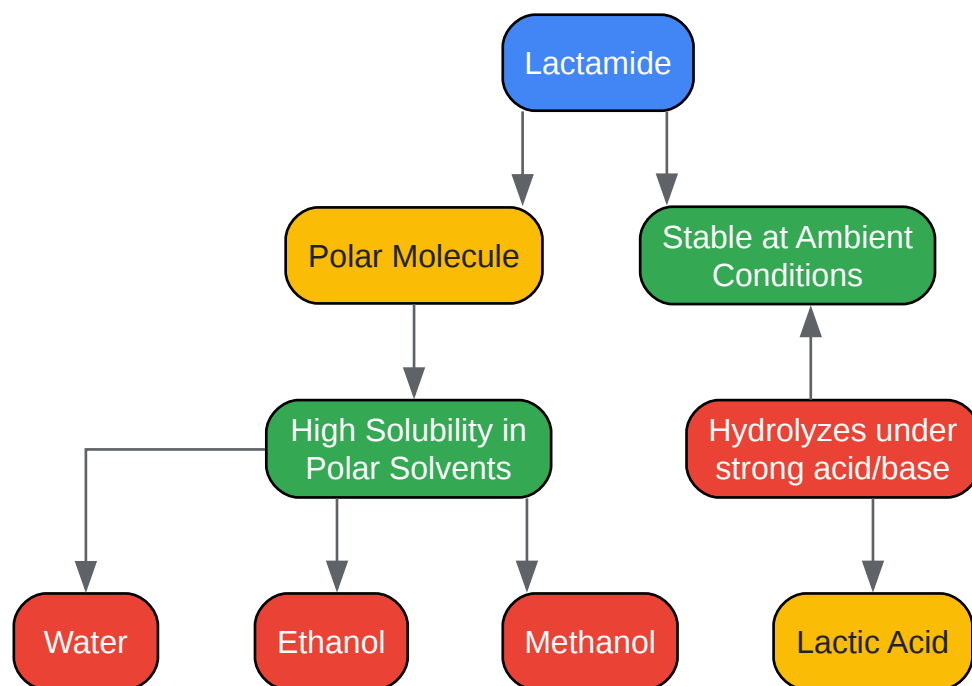 Lactamide
Polar Molecule
Stable at Ambient
Conditions
High Solubility in
Polar Solvents
Hydrolyzes under
strong acid/base
Water
Ethanol
Methanol
Lactic Acid